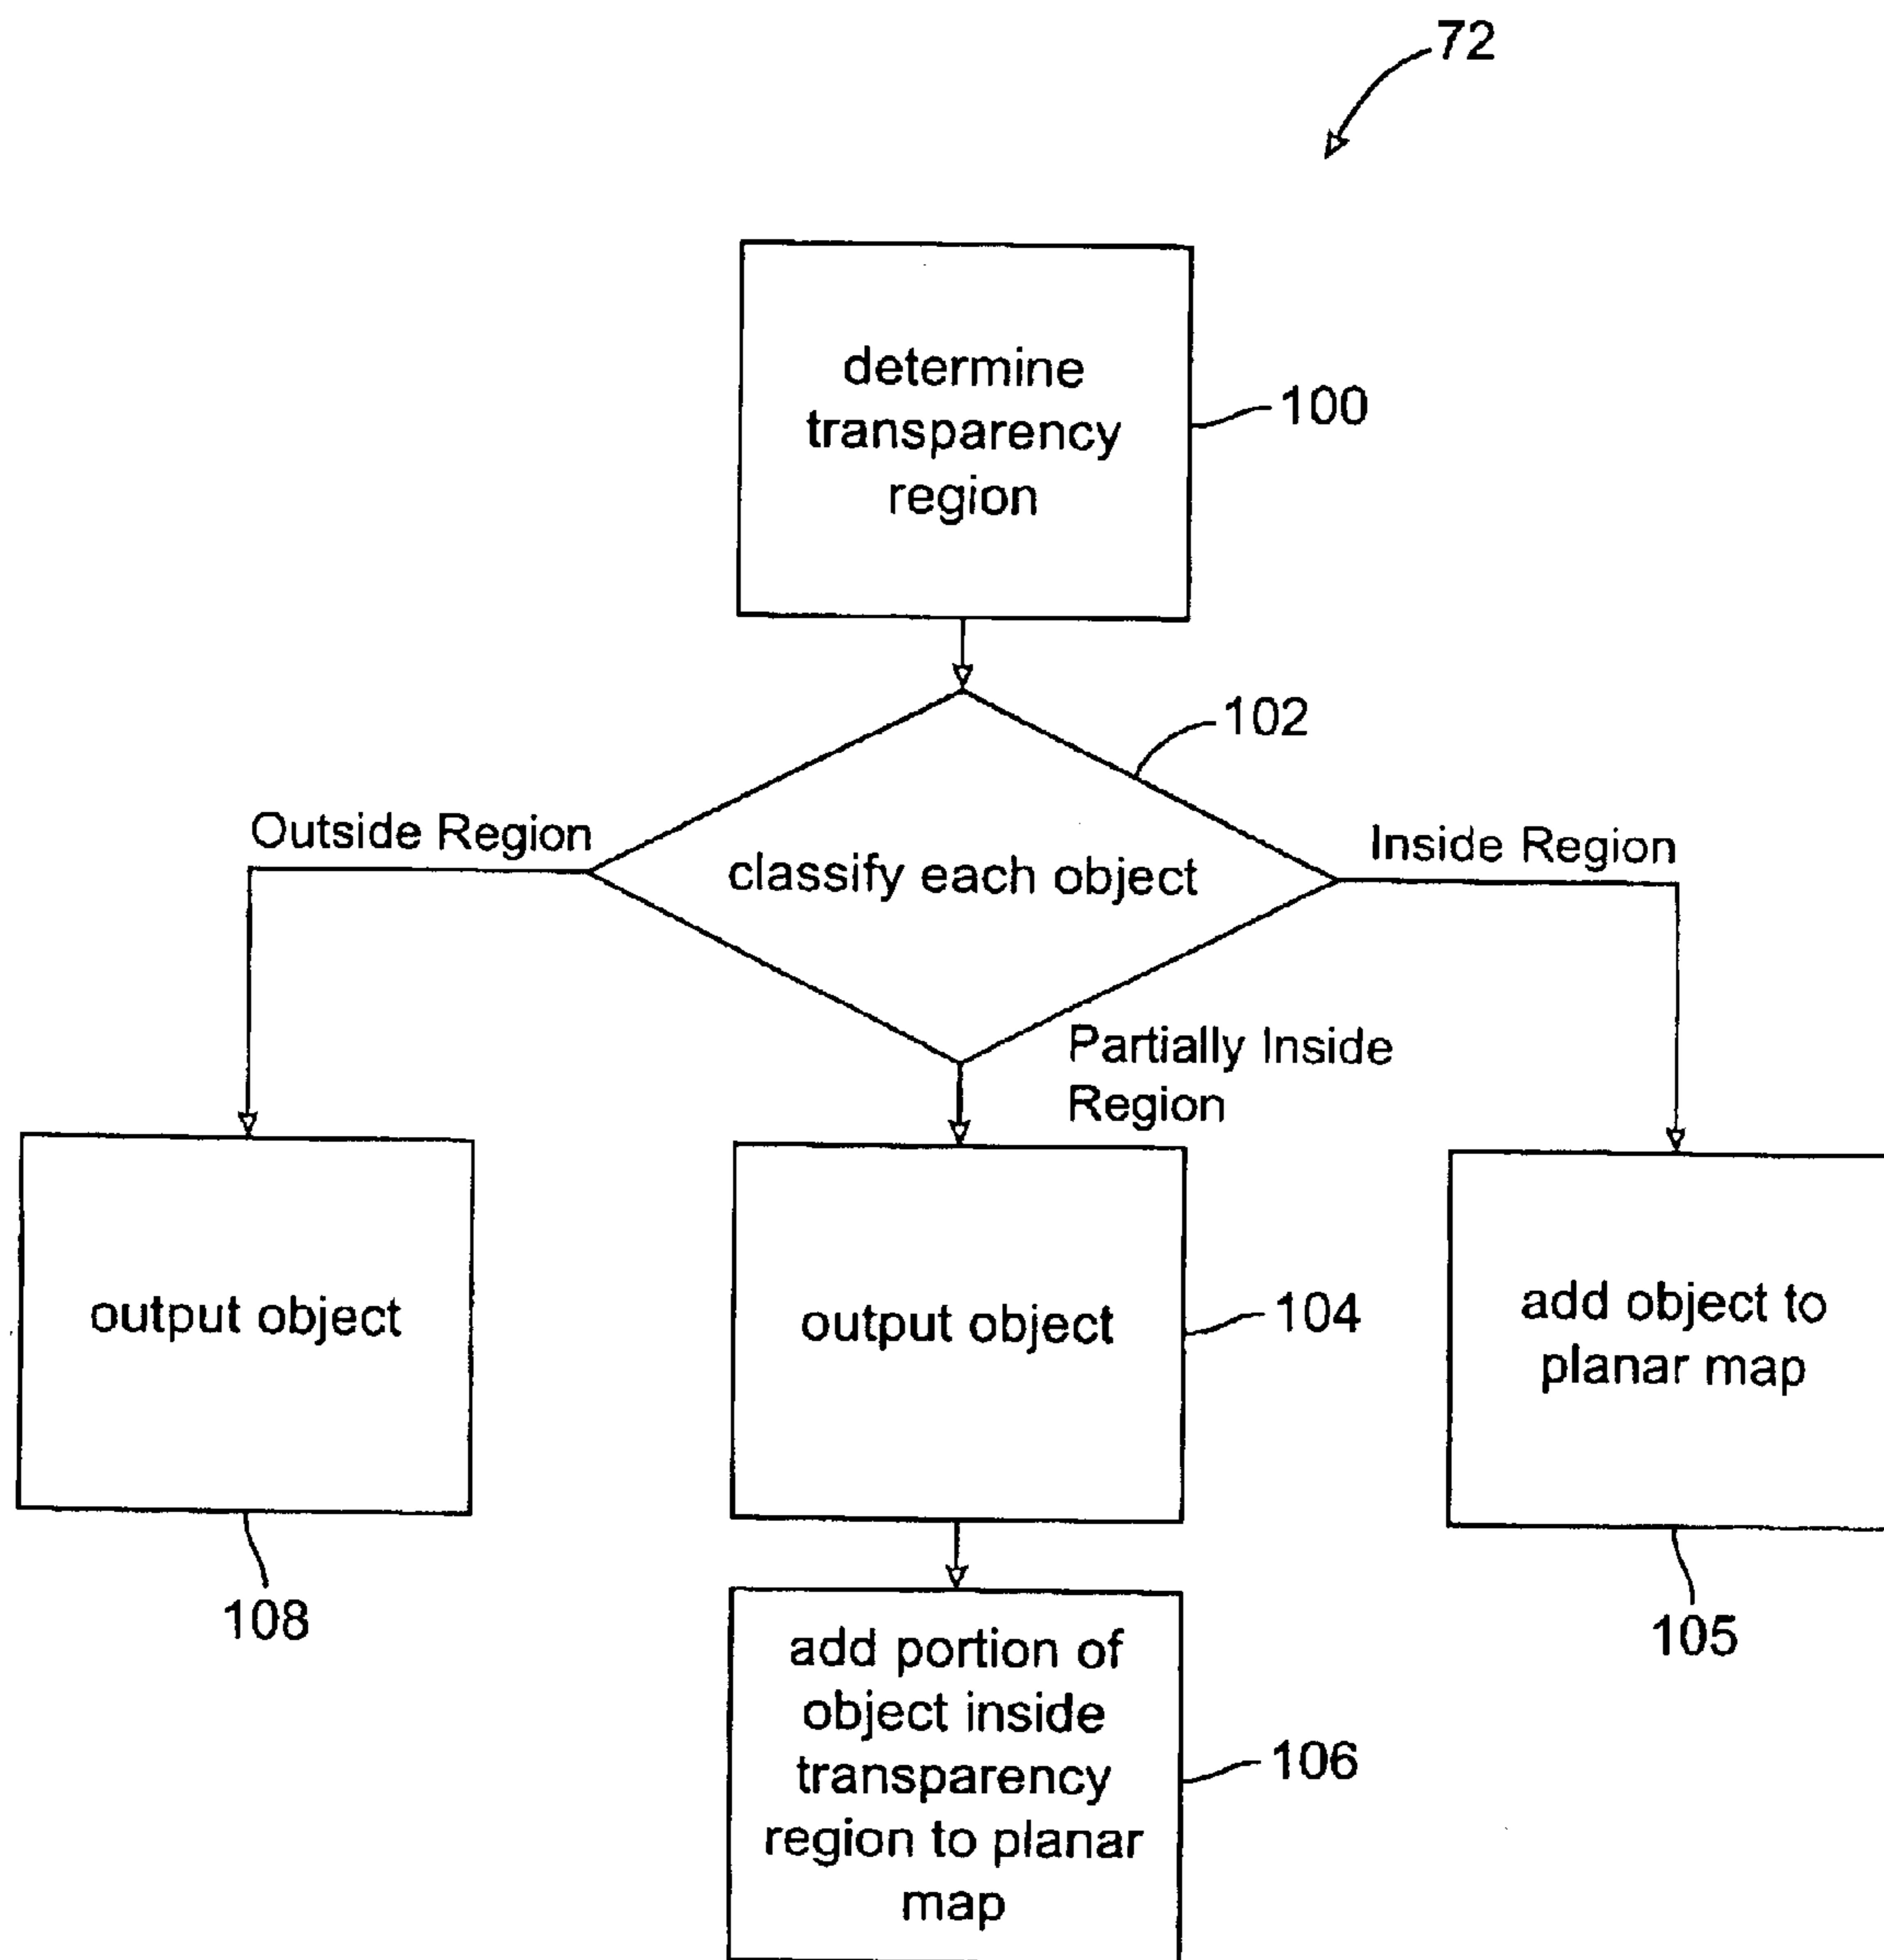 72
determine
transparency
region
100
102
Outside Region
classify each object
Inside Region
Partially Inside
Region
output object
108
output object
104
add object to
planar map
105
add portion of
object inside
transparency
region to planar
map
106